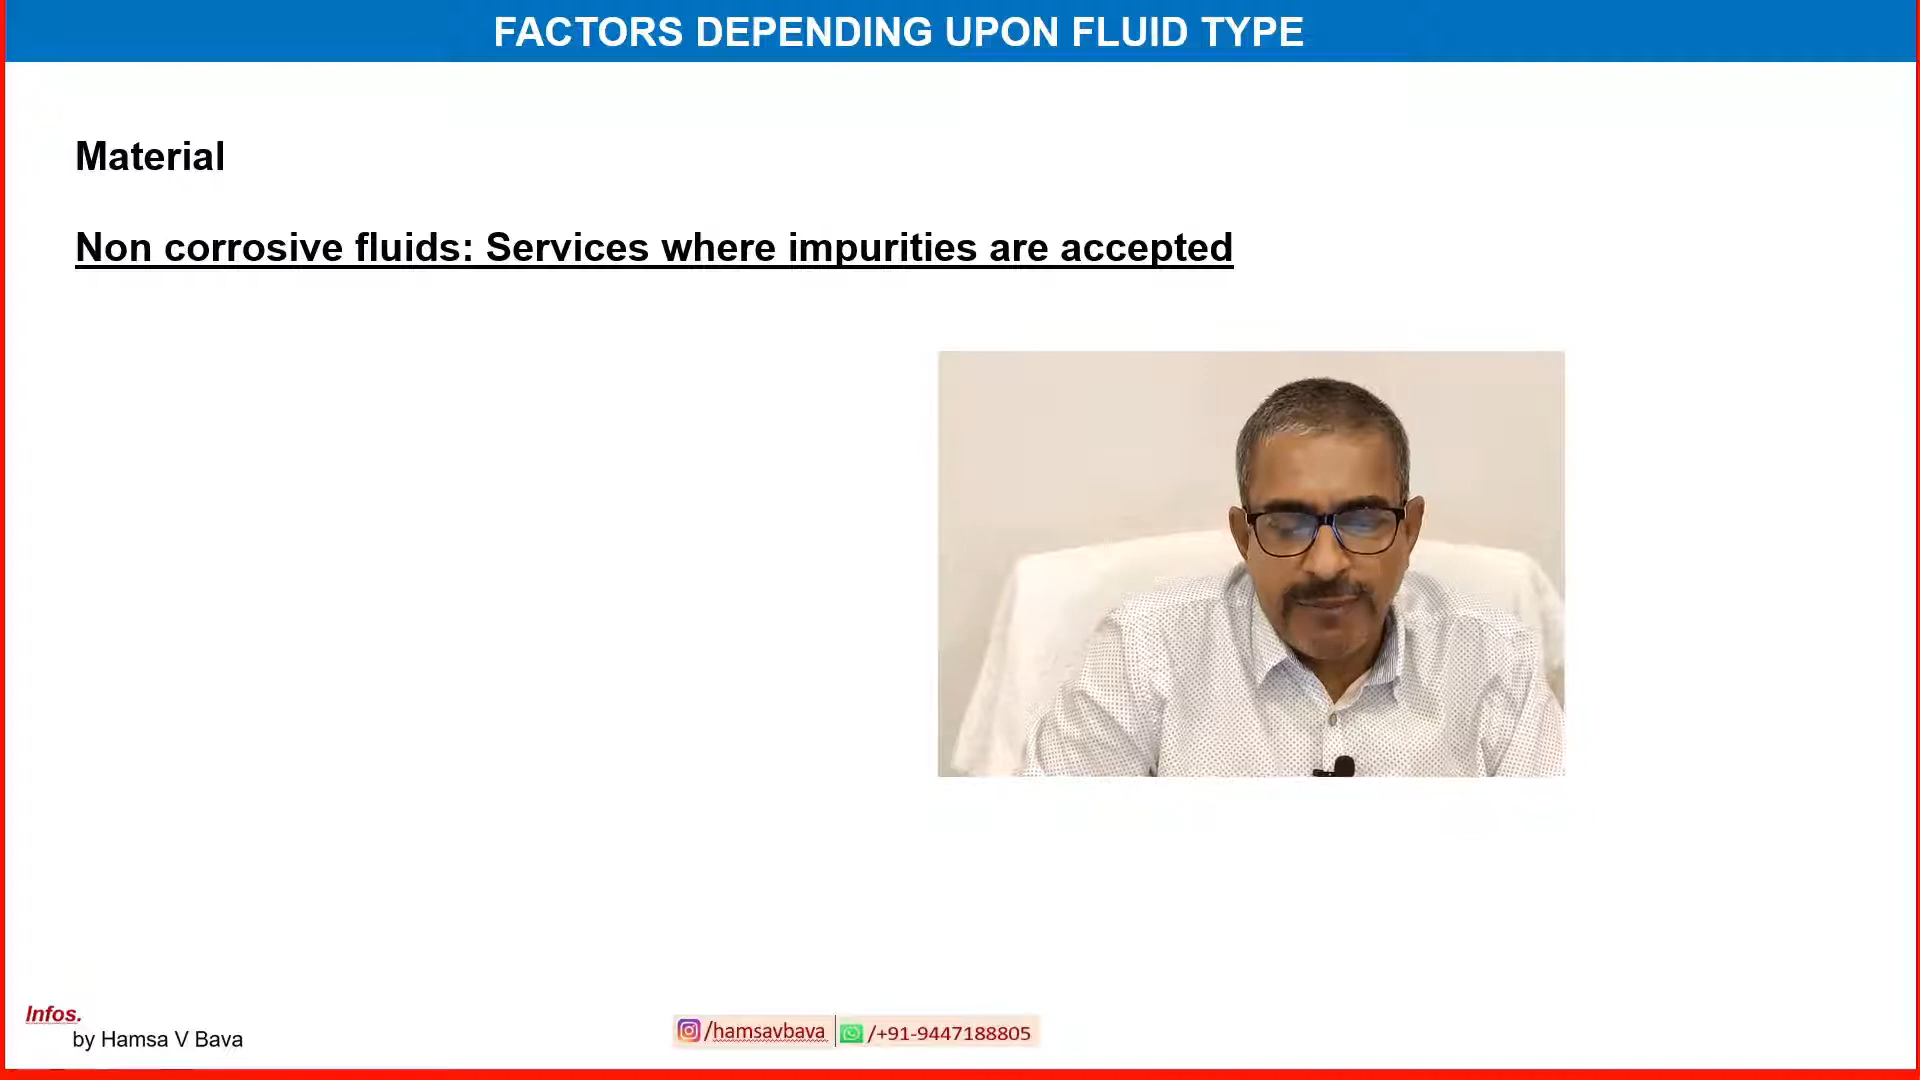 FACTORS DEPENDING UPON FLUID TYPE
Material
Non corrosive fluids: Services where impurities are accepted
Infos.
by Hamsa V Bava
/hamsavbava /+91-9447188805